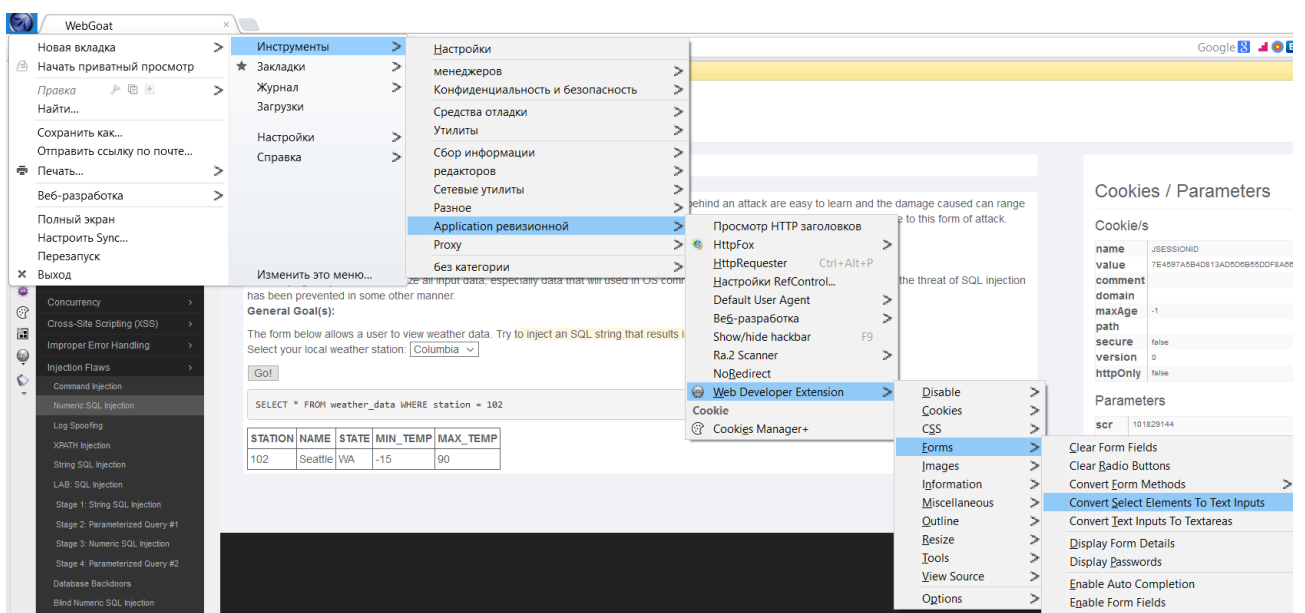 WebGoat
Новая вкладка
Начать приватный просмотр
Правка
Найти...
Сохранить как...
Отправить ссылку по почте...
Печать...
Веб-разработка
Полный экран
Настроить Sync...
Перезапуск
Выход
Инструменты
Закладки
Журнал
Загрузки
Настройки
Справка
Изменить это меню...
Настройки
менеджеров
Конфиденциальность и безопасность
Средства отладки
Утилиты
Сбор информации
редакторов
Сетевые утилиты
Разное
Application ревизионной
Proxy
без категории
Просмотр HTTP заголовков
HttpFox
HttpRequester Ctrl+Alt+P
Настройки RefControl...
Default User Agent
Веб-разработка
Show/hide hackbar F9
Ra.2 Scanner
NoRedirect
Web Developer Extension
Cookie
Cookies Manager+
Disable
Cookies
CSS
Forms
Images
Information
Miscellaneous
Outline
Resize
Tools
View Source
Options
Clear Form Fields
Clear Radio Buttons
Convert Form Methods
Convert Select Elements To Text Inputs
Convert Text Inputs To Textareas
Display Form Details
Display Passwords
Enable Auto Completion
Enable Form Fields
Google
behind an attack are easy to learn and the damage caused can range
to this form of attack.
all input data, especially data that will used in OS
the threat of SQL injection
has been prevented in some other manner.
General Goal(s):
The form below allows a user to view weather data. Try to inject an SQL string that results
Select your local weather station: Columbia
Go!
SELECT * FROM weather_data WHERE station = 102
STATION NAME STATE MIN_TEMP MAX_TEMP
102 Seattle WA -15 90
Concurrency
Cross-Site Scripting (XSS)
Improper Error Handling
Injection Flaws
Command Injection
Numeric SQL Injection
Log Spoofing
XPATH Injection
String SQL Injection
LAB: SQL Injection
Stage 1: String SQL Injection
Stage 2: Parameterized Query #1
Stage 3: Numeric SQL Injection
Stage 4: Parameterized Query #2
Database Backdoors
Blind Numeric SQL Injection
Cookies / Parameters
Cookie/s
name JSESSIONID
value
comment
domain
maxAge -1
path
secure false
version 0
httpOnly false
Parameters
scr 101829144